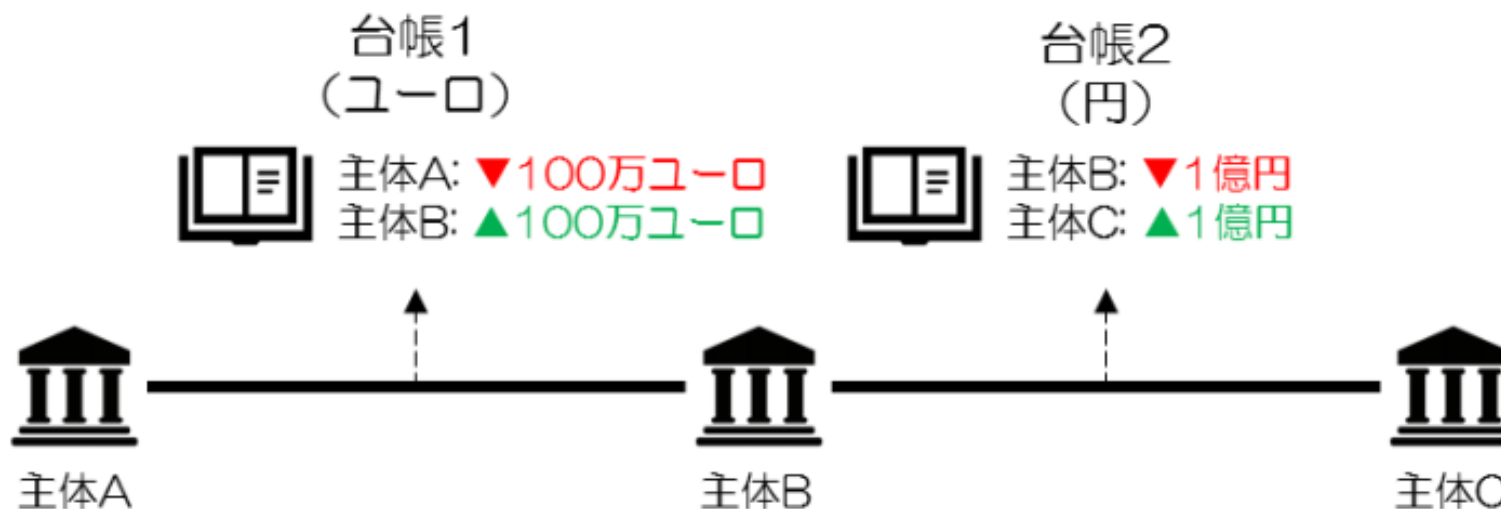 台帳1
(ユーロ)
主体A: ▼100万ユーロ
主体B: ▲100万ユーロ
台帳2
(円)
主体B: ▼1億円
主体C: ▲1億円
主体A
主体B
主体C